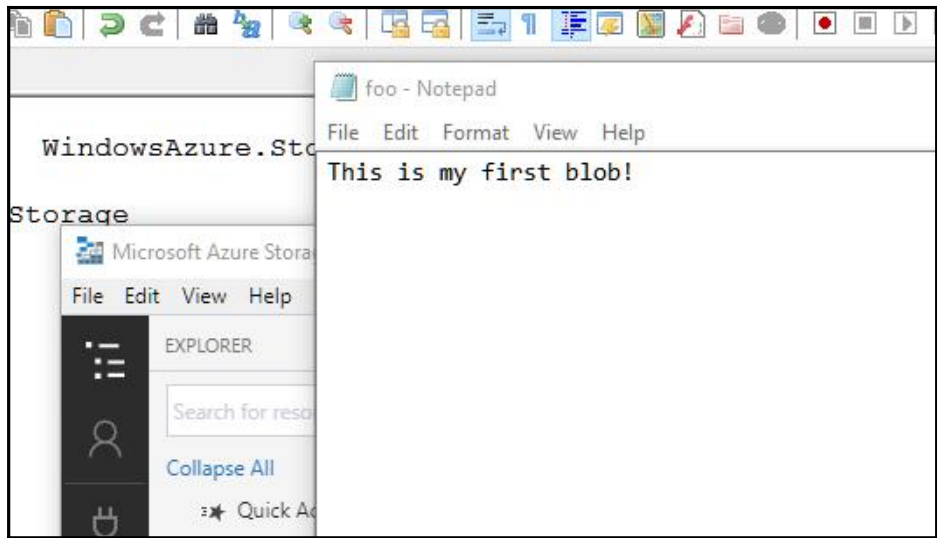 foo - Notepad
File Edit Format View Help
WindowsAzure.Sto
This is my first blob!
Storage
Microsoft Azure Stora
File Edit View Help
EXPLORER
Search for reso
Collapse All
Quick Ac